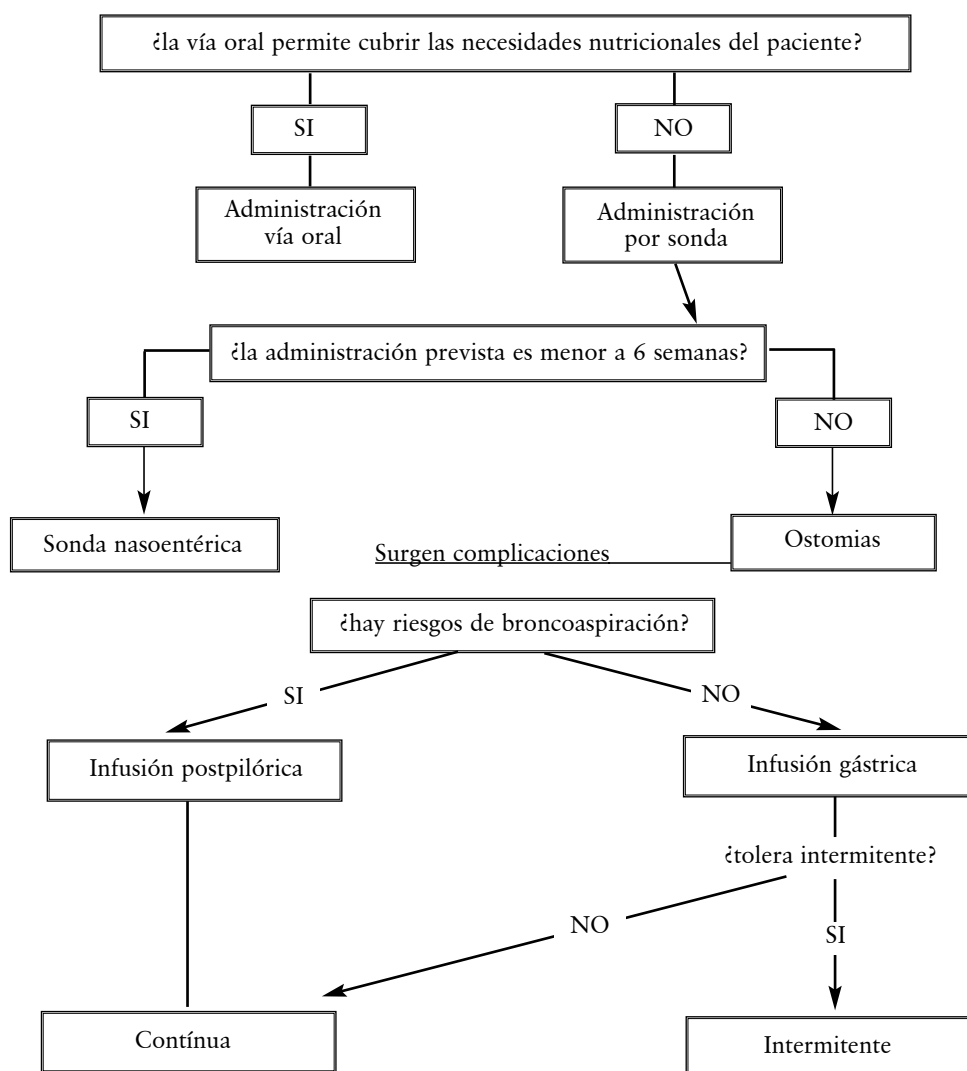 ¿la vía oral permite cubrir las necesidades nutricionales del paciente?
SI
NO
Administración
vía oral
Administración
por sonda
¿la administración prevista es menor a 6 semanas?
SI
NO
Sonda nasoentérica
Surgen complicaciones
Ostomias
¿hay riesgos de broncoaspiración?
SI
NO
Infusión postpilórica
Infusión gástrica
¿tolera intermitente?
NO
SI
Contínua
Intermitente